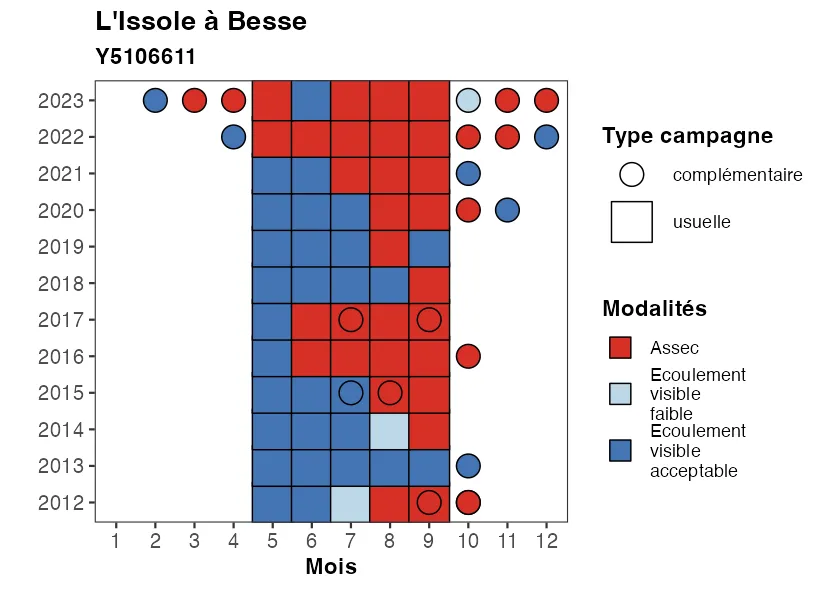 L'Issole à Besse
Y5106611
2023
2022
2021
2020
2019
2018
2017
2016
2015
2014
2013
2012
1 2 3 4 5 6 7 8 9 10 11 12
Mois
Type campagne
complémentaire
usuelle
Modalités
Assec
Ecoulement
visible
faible
Ecoulement
visible
acceptable